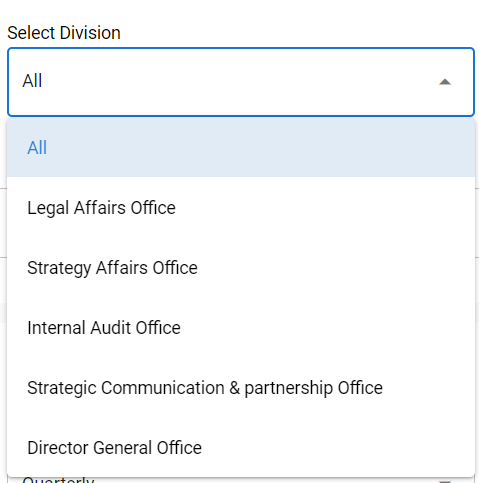 Select Division
All
All
Legal Affairs Office
Strategy Affairs Office
Internal Audit Office
Strategic Communication & partnership Office
Director General Office
Quarterly